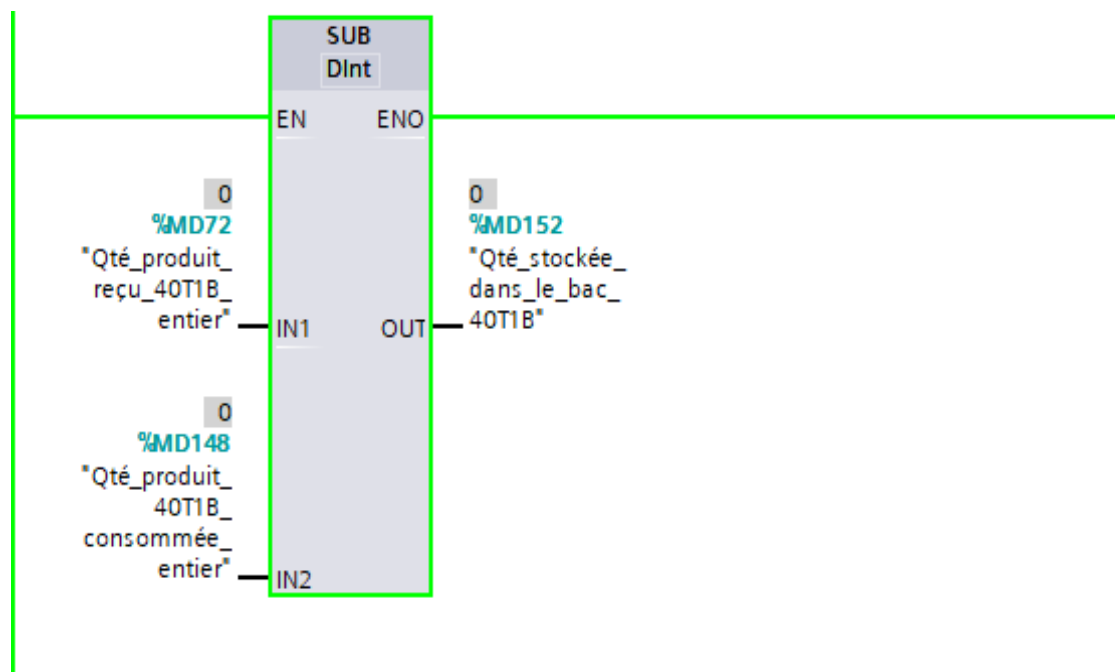 SUB
DInt
EN ENO
0
%MD72
"Qté_produit_
reçu_40T1B_
entier"
IN1
0
%MD152
"Qté_stockée_
dans_le_bac_
40T1B"
OUT
0
%MD148
"Qté_produit_
40T1B_
consommée_
entier"
IN2